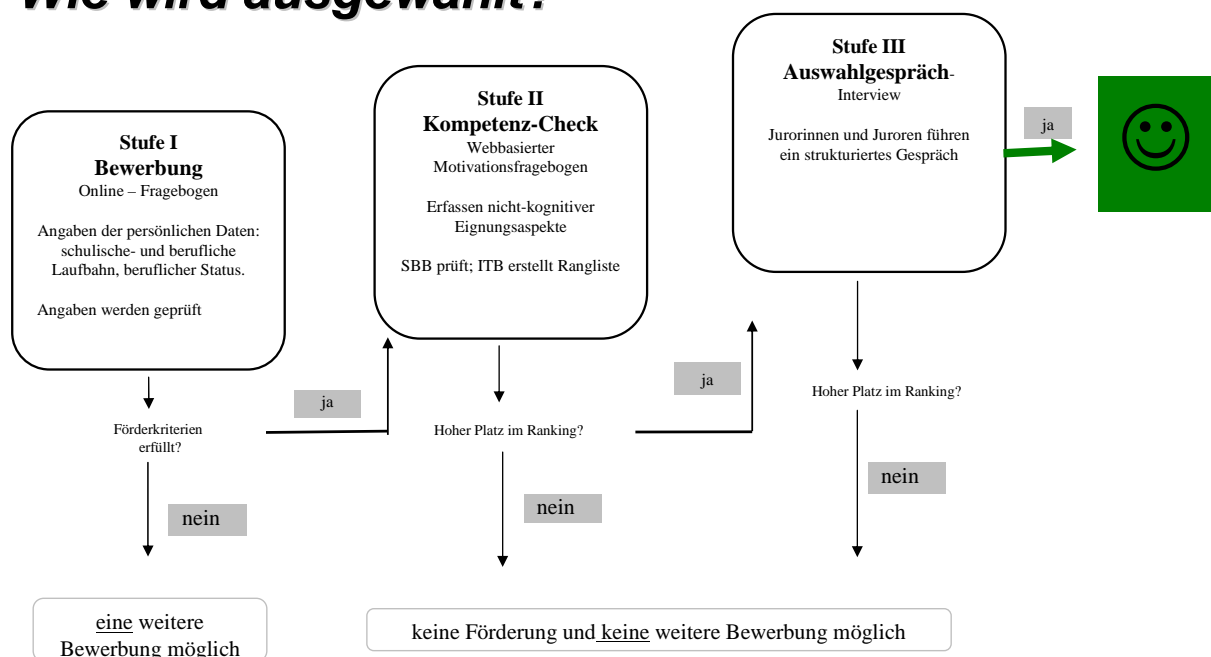 Wie wird ausgewählt?
Stufe I
Bewerbung
Online – Fragebogen
Angaben der persönlichen Daten:
schulische- und berufliche
Laufbahn, beruflicher Status.
Angaben werden geprüft
Förderkriterien
erfüllt?
ja
nein
eine weitere
Bewerbung möglich
Stufe II
Kompetenz-Check
Webbasierter
Motivationsfragebogen
Erfassen nicht-kognitiver
Eignungsaspekte
SBB prüft; ITB erstellt Rangliste
Hoher Platz im Ranking?
ja
nein
Stufe III
Auswahlgespräch-
Interview
Jurorinnen und Juroren führen
ein strukturiertes Gespräch
ja
Hoher Platz im Ranking?
nein
keine Förderung und keine weitere Bewerbung möglich